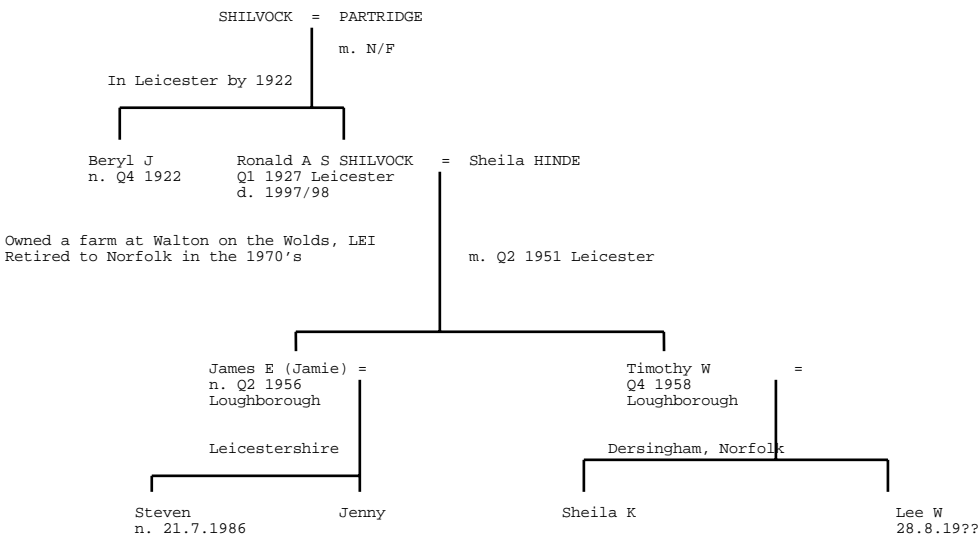 SHILVOCK = PARTRIDGE
m. N/F
In Leicester by 1922
Beryl J
n. Q4 1922
Ronald A S SHILVOCK = Sheila HINDE
Q1 1927 Leicester
d. 1997/98
Owned a farm at Walton on the Wolds, LEI
Retired to Norfolk in the 1970's
m. Q2 1951 Leicester
James E (Jamie) =
n. Q2 1956
Loughborough
Timothy W =
Q4 1958
Loughborough
Leicestershire
Dersingham, Norfolk
Steven
n. 21.7.1986
Jenny
Sheila K
Lee W
28.8.19??